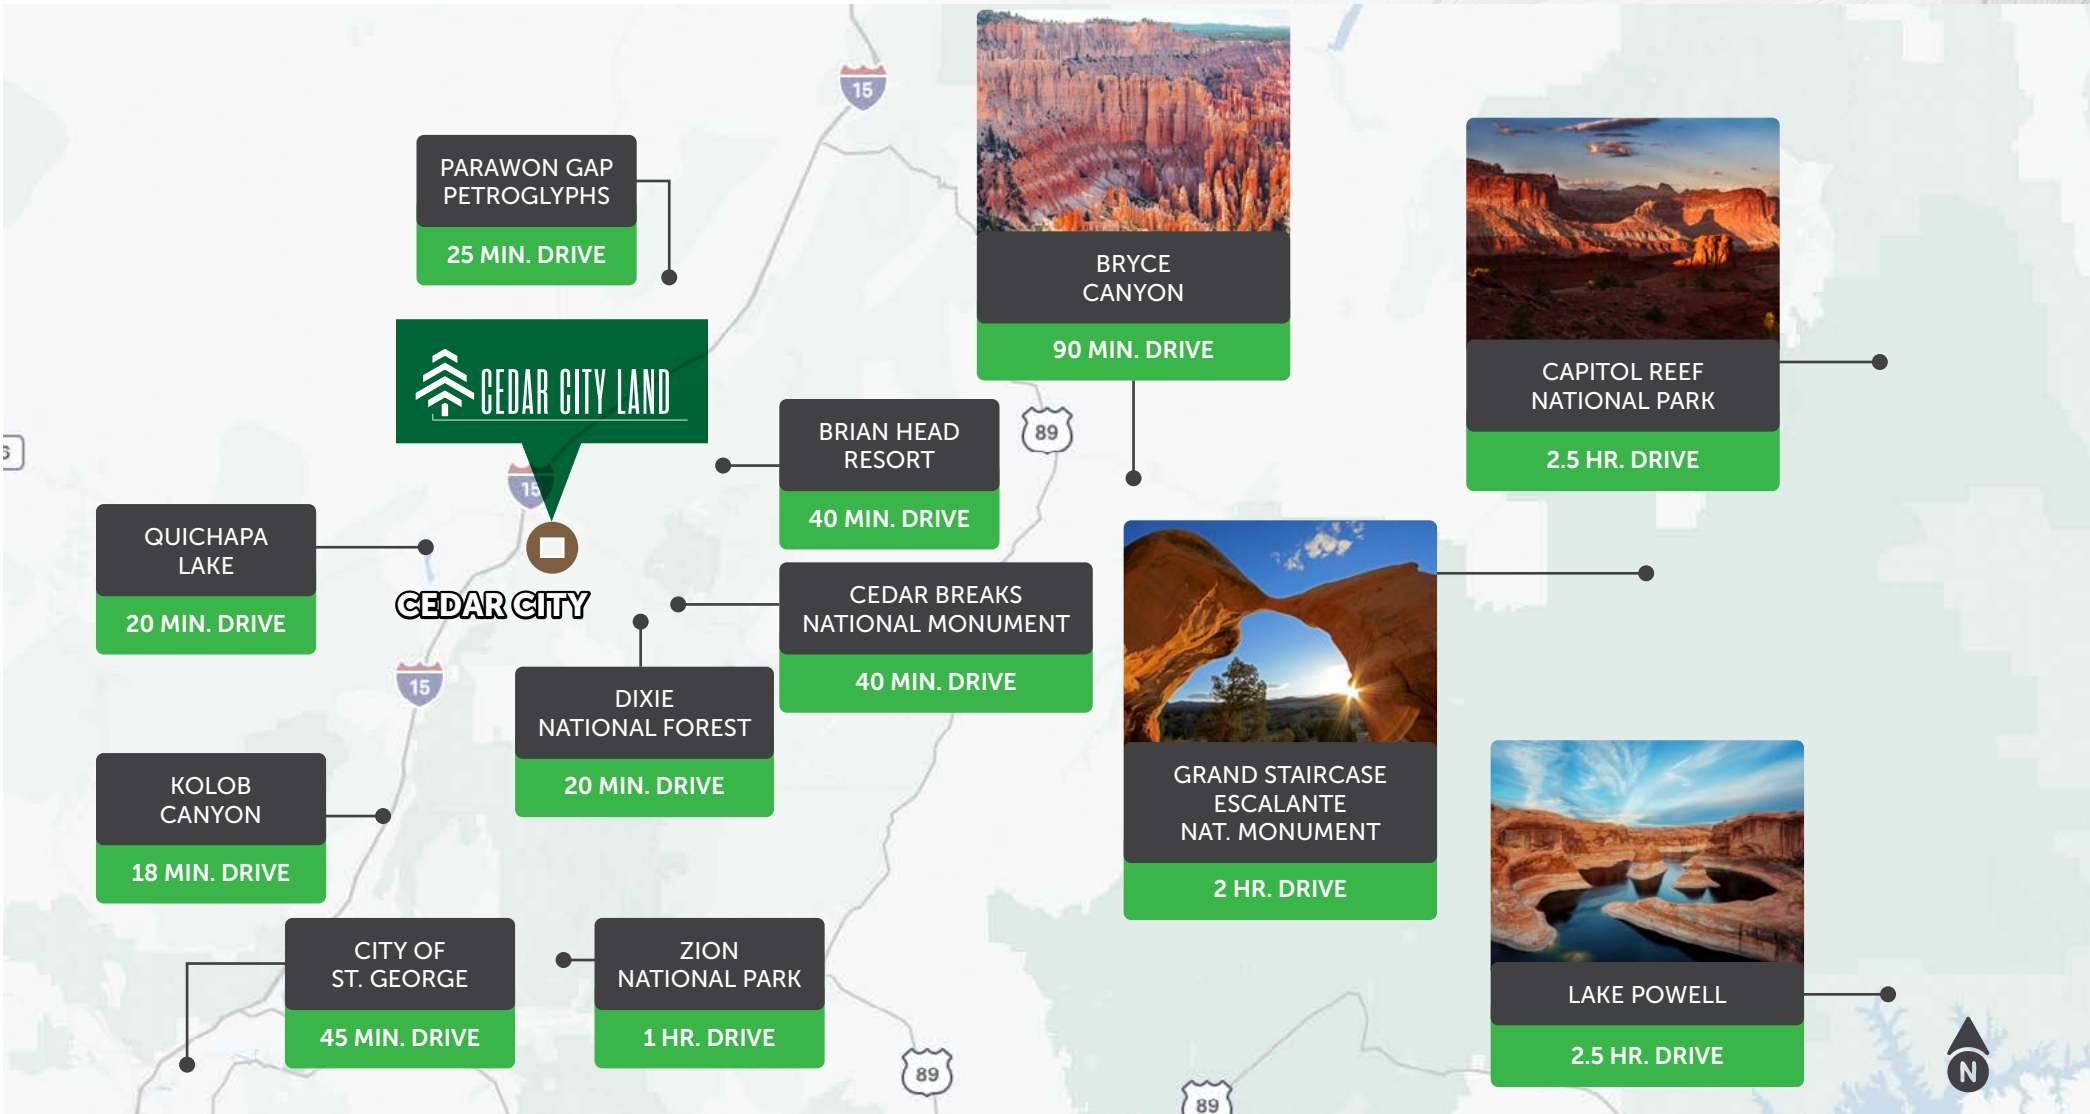 15
PARAWON GAP
PETROGLYPHS
25 MIN. DRIVE
BRYCE
CANYON
90 MIN. DRIVE
CAPITOL REEF
NATIONAL PARK
2.5 HR. DRIVE
CEDAR CITY LAND
BRIAN HEAD
RESORT
40 MIN. DRIVE
89
15
6
QUICHAPA
LAKE
20 MIN. DRIVE
CEDAR CITY
CEDAR BREAKS
NATIONAL MONUMENT
40 MIN. DRIVE
15
DIXIE
NATIONAL FOREST
20 MIN. DRIVE
GRAND STAIRCASE
ESCALANTE
NAT. MONUMENT
2 HR. DRIVE
KOLOB
CANYON
18 MIN. DRIVE
CITY OF
ST. GEORGE
45 MIN. DRIVE
ZION
NATIONAL PARK
1 HR. DRIVE
LAKE POWELL
2.5 HR. DRIVE
89
89
N